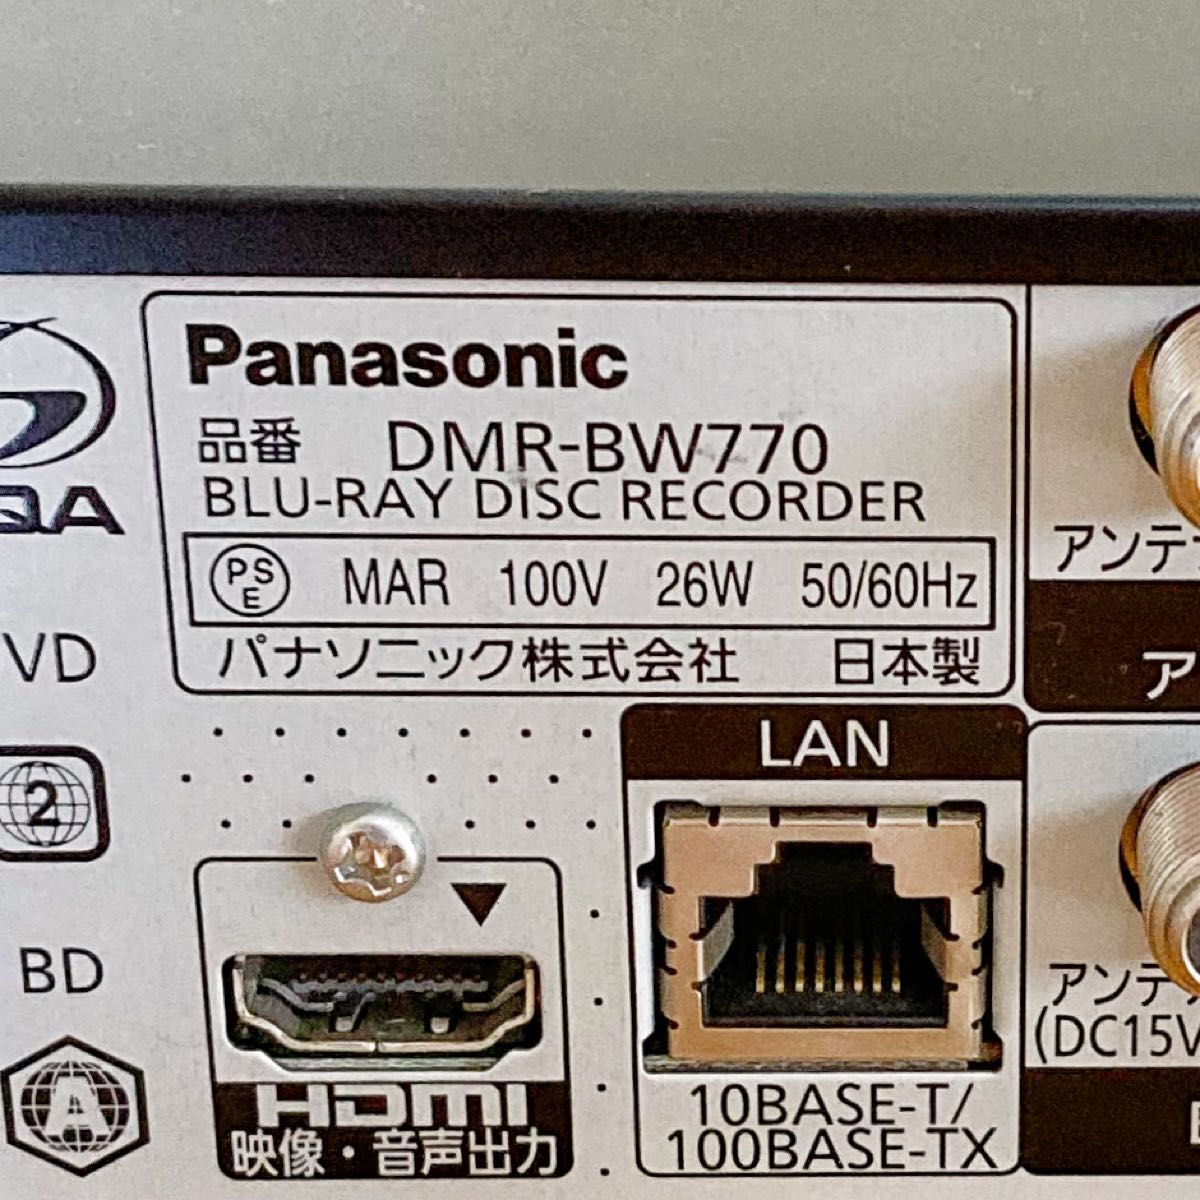 Panasonic
品番 DMR-BW770
BLU-RAY DISC RECORDER
PSE MAR 100V 26W 50/60Hz
パナソニック株式会社 日本製
VD
2
BD
A
LAN
10BASE-T/
100BASE-TX
HDMI
映像・音声出力
アンテ
ア
アンテ
(DC15V